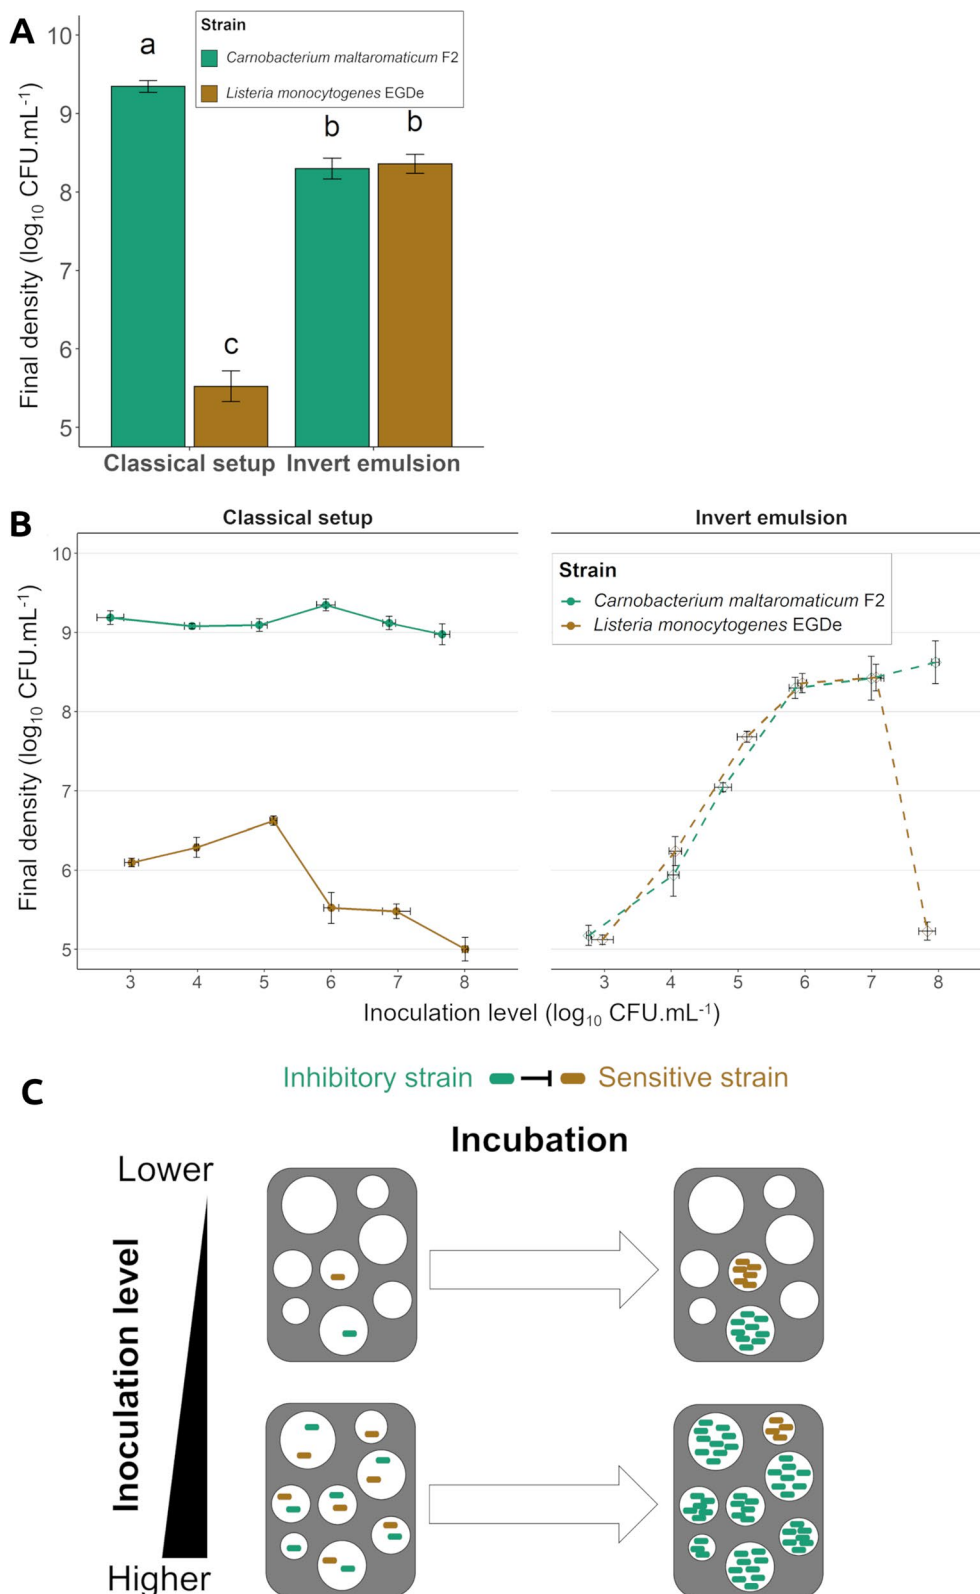 A
Strain
Carnobacterium maltaromaticum F2
Listeria monocytogenes EGDe
Final density (log₁₀ CFU.mL⁻¹)
10
9
8
7
6
5
a
c
b
b
Classical setup
Invert emulsion
B
Classical setup
Invert emulsion
Strain
Carnobacterium maltaromaticum F2
Listeria monocytogenes EGDe
Final density (log₁₀ CFU.mL⁻¹)
10
9
8
7
6
5
3 4 5 6 7 8
3 4 5 6 7 8
Inoculation level (log₁₀ CFU.mL⁻¹)
C
Inhibitory strain
Sensitive strain
Incubation
Lower
Inoculation level
Higher